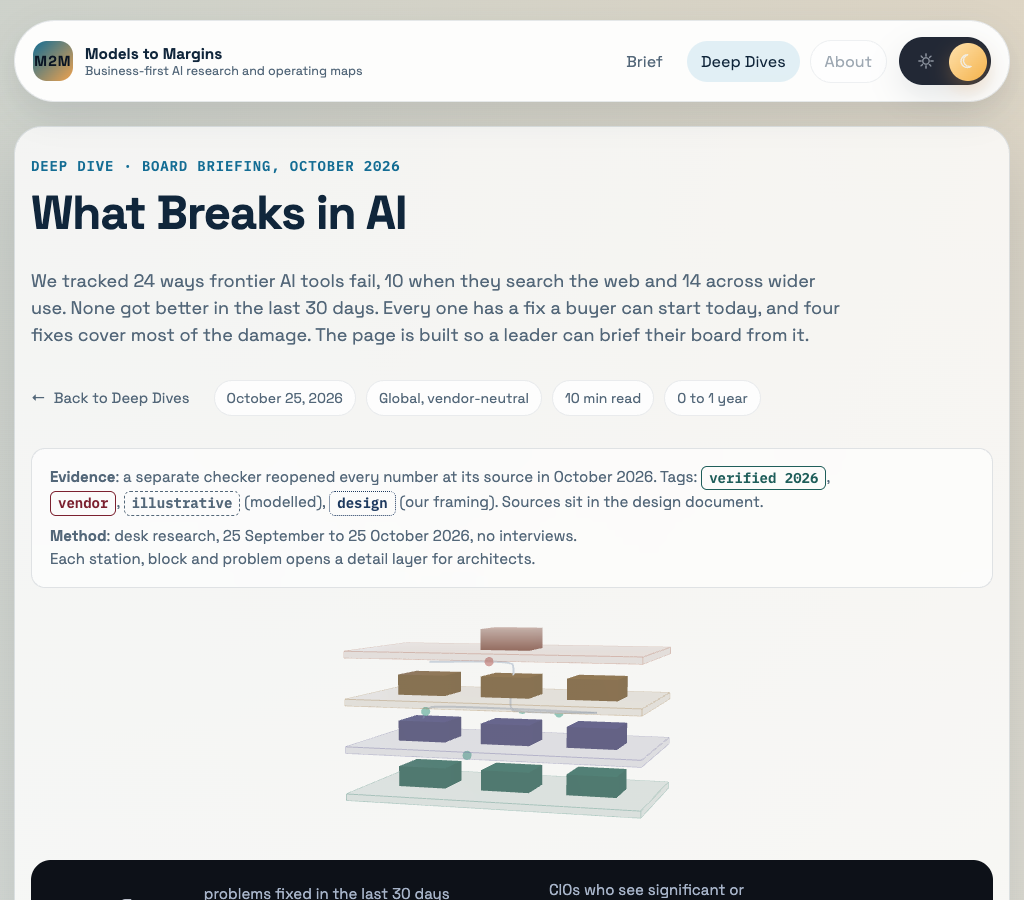 M2M
Models to Margins
Business-first AI research and operating maps
Brief
Deep Dives
About
DEEP DIVE · BOARD BRIEFING, OCTOBER 2026
What Breaks in AI
We tracked 24 ways frontier AI tools fail, 10 when they search the web and 14 across wider
use. None got better in the last 30 days. Every one has a fix a buyer can start today, and four
fixes cover most of the damage. The page is built so a leader can brief their board from it.
← Back to Deep Dives
October 25, 2026
Global, vendor-neutral
10 min read
0 to 1 year
Evidence: a separate checker reopened every number at its source in October 2026. Tags: verified 2026,
vendor, illustrative (modelled), design (our framing). Sources sit in the design document.
Method: desk research, 25 September to 25 October 2026, no interviews.
Each station, block and problem opens a detail layer for architects.
problems fixed in the last 30 days
CIOs who see significant or